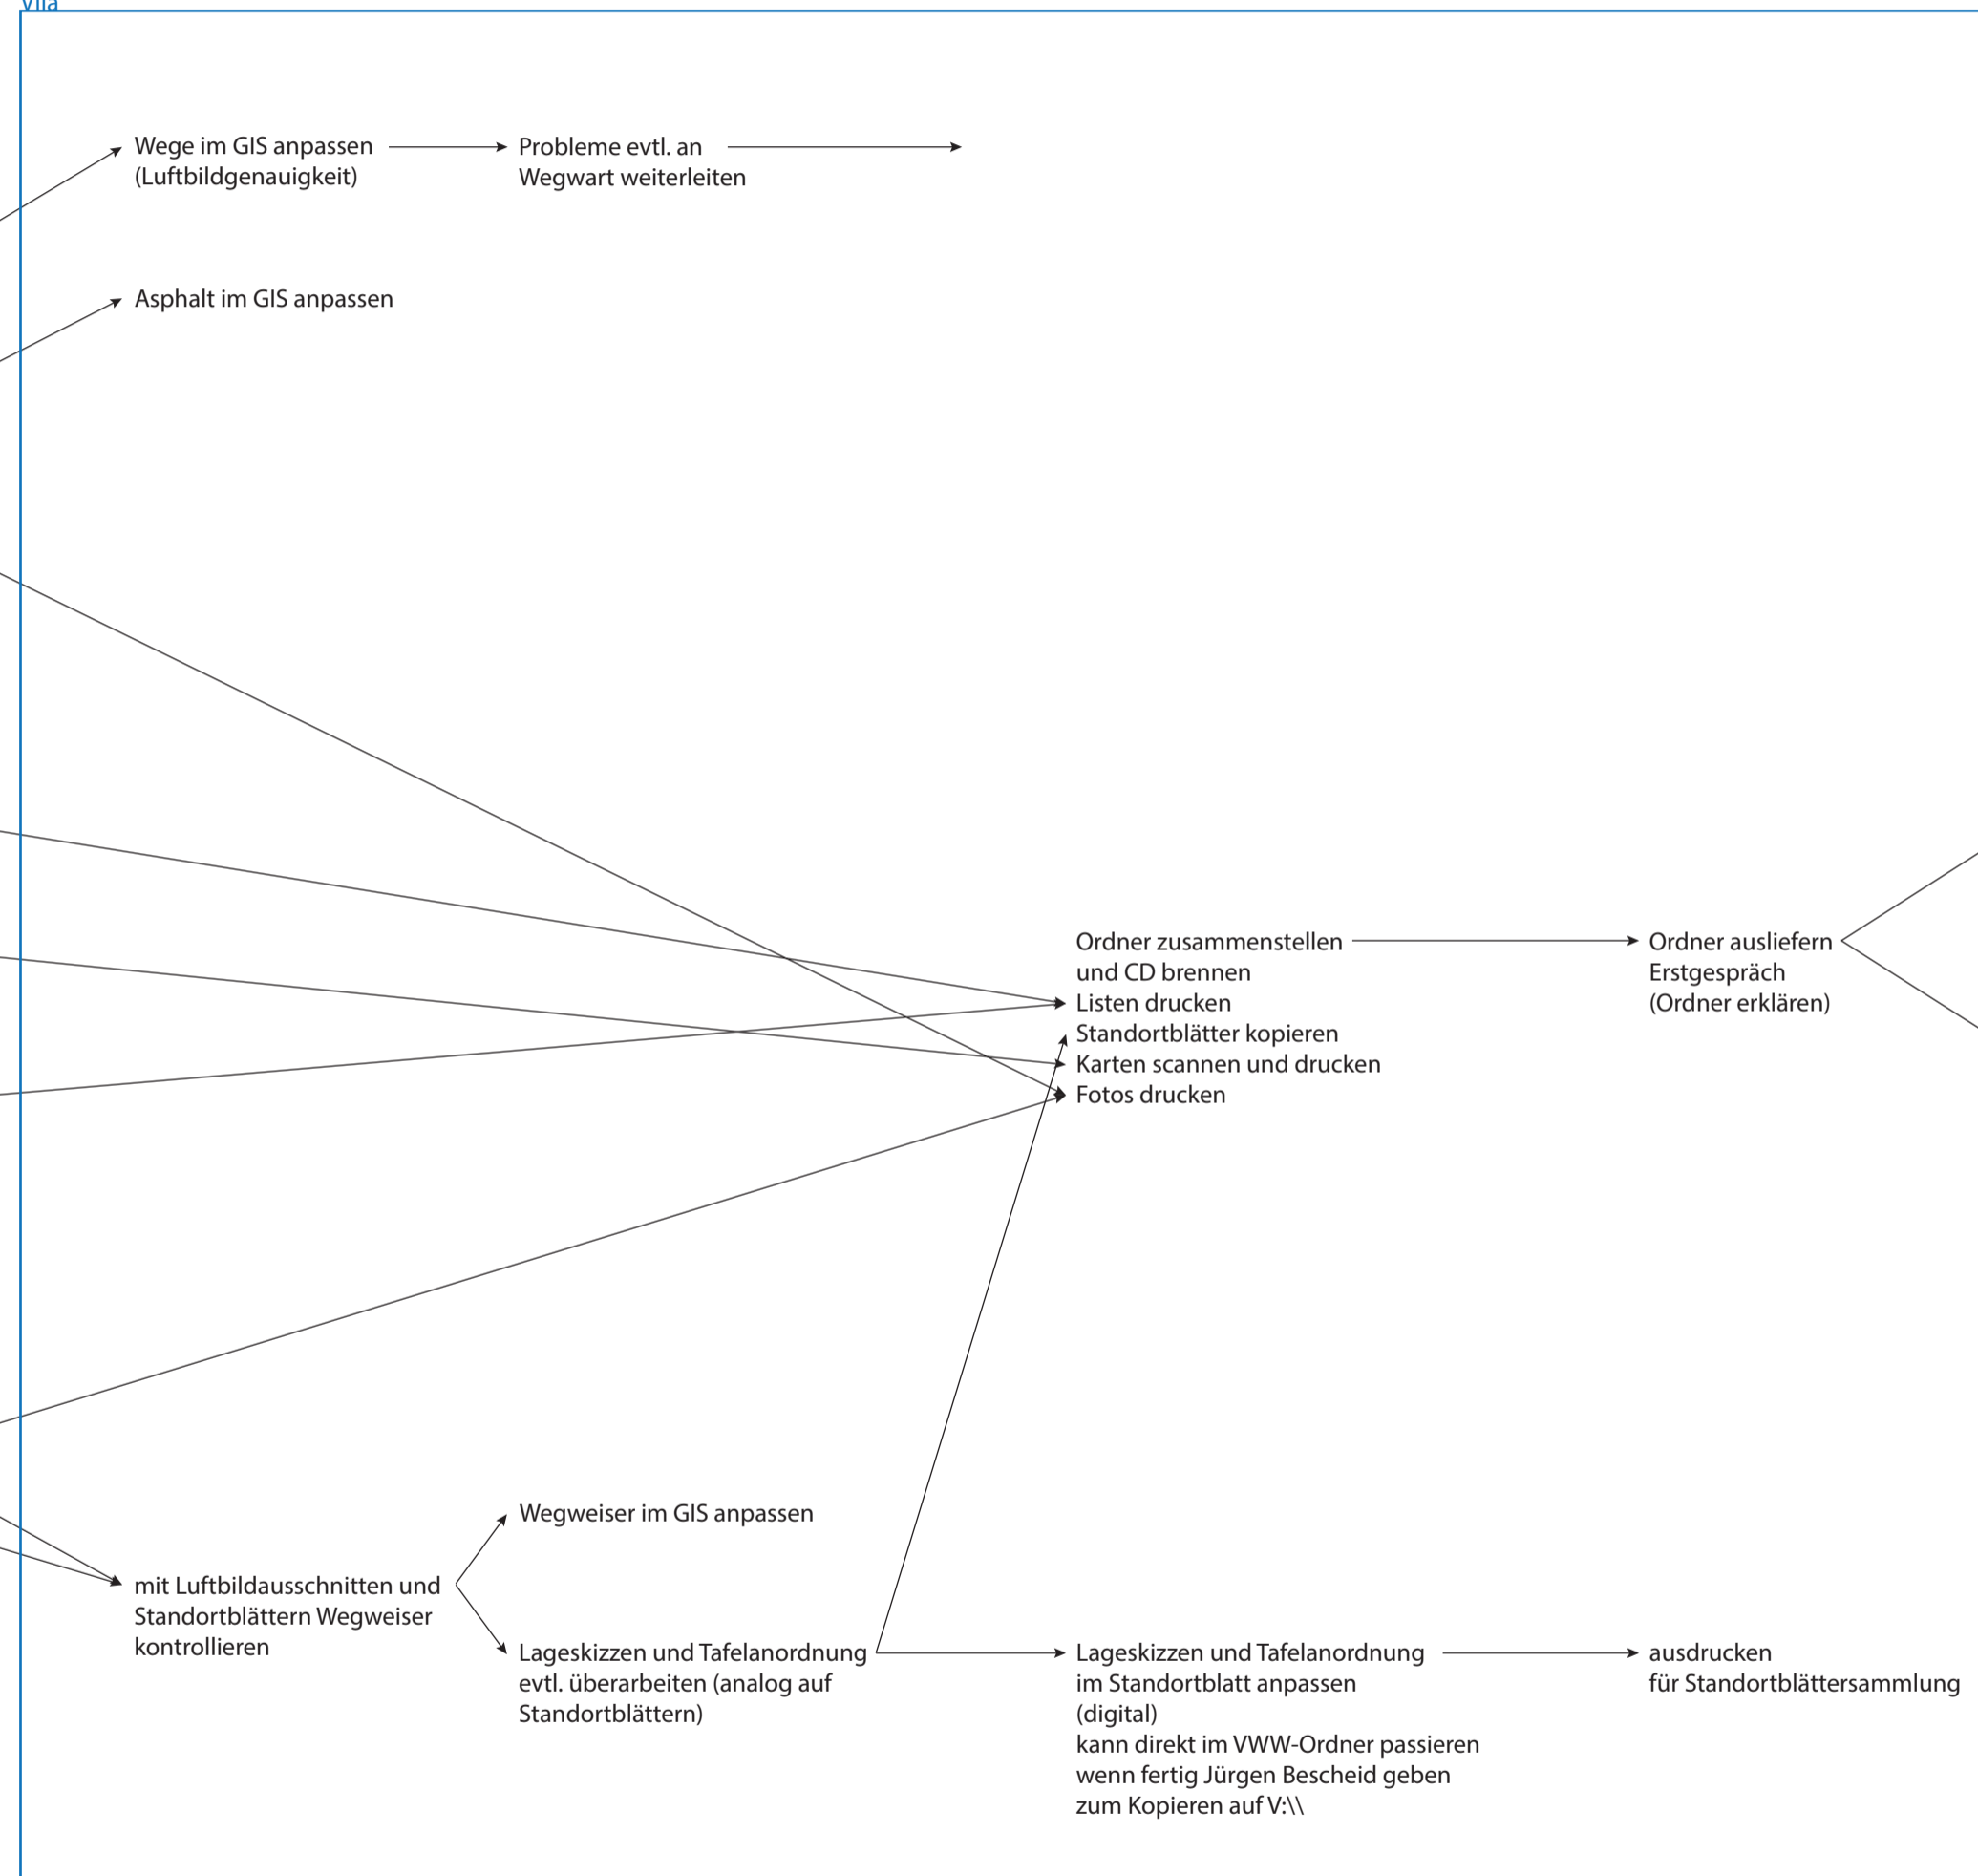 Wege im GIS anpassen
(Luftbildgenauigkeit)
Probleme evtl. an
Wegwart weiterleiten
Asphalt im GIS anpassen
Ordner zusammenstellen
und CD brennen
Listen drucken
Standortblätter kopieren
Karten scannen und drucken
Fotos drucken
Ordner ausliefern
Erstgespräch
(Ordner erklären)
Wegweiser im GIS anpassen
mit Luftbildausschnitten und
Standortblättern Wegweiser
kontrollieren
Lageskizzen und Tafelanordnung
evtl. überarbeiten (analog auf
Standortblättern)
Lageskizzen und Tafelanordnung
im Standortblatt anpassen
(digital)
kann direkt im VWW-Ordner passieren
wenn fertig Jürgen Bescheid geben
zum Kopieren auf V:\\
ausdrucken
für Standortblättersammlung